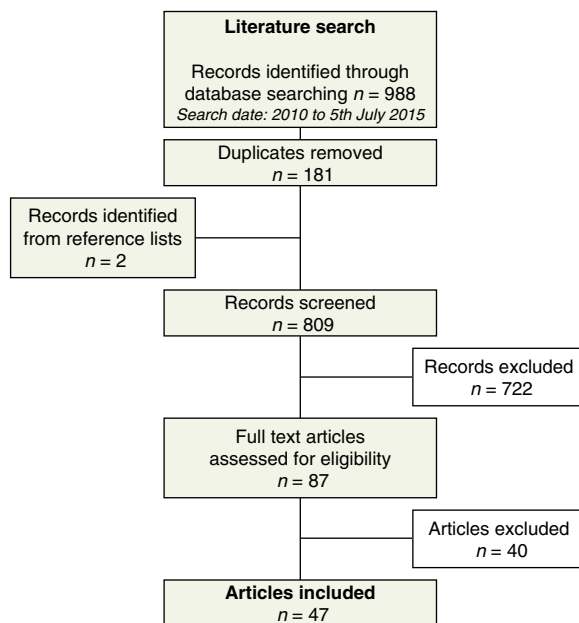 Literature search
Records identified through
database searching n = 988
Search date: 2010 to 5th July 2015
Duplicates removed
n = 181
Records identified
from reference lists
n = 2
Records screened
n = 809
Records excluded
n = 722
Full text articles
assessed for eligibility
n = 87
Articles excluded
n = 40
Articles included
n = 47